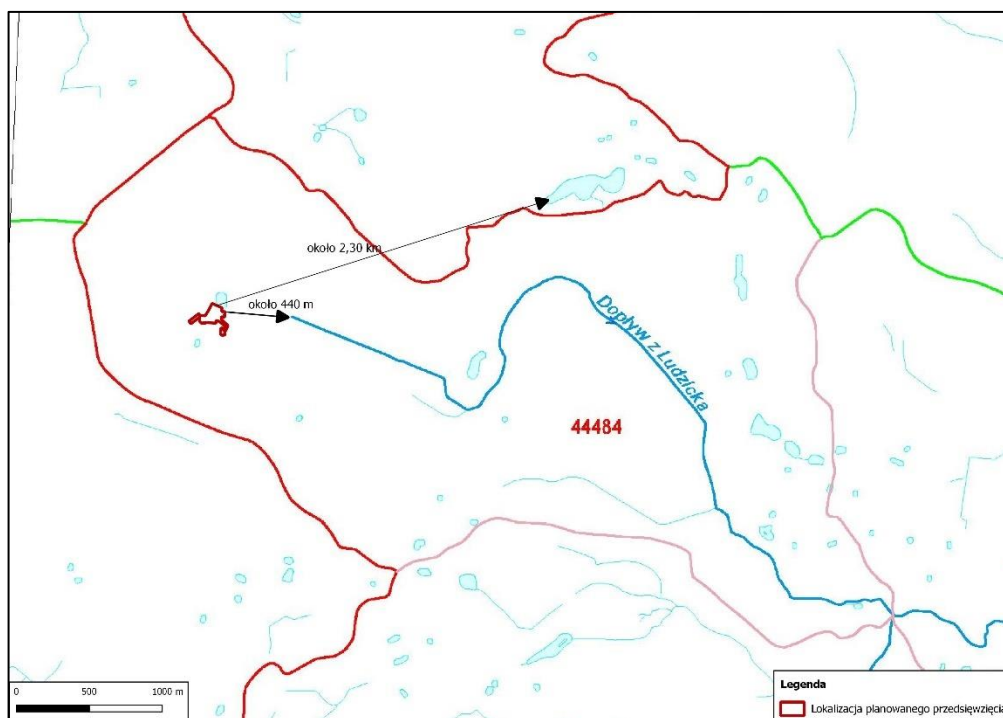 około 2,30 km
około 440 m
Dopływ z Ludzicka
44484
0 500 1000 m
Legenda
Lokalizacja planowanego przedsięwzięcia